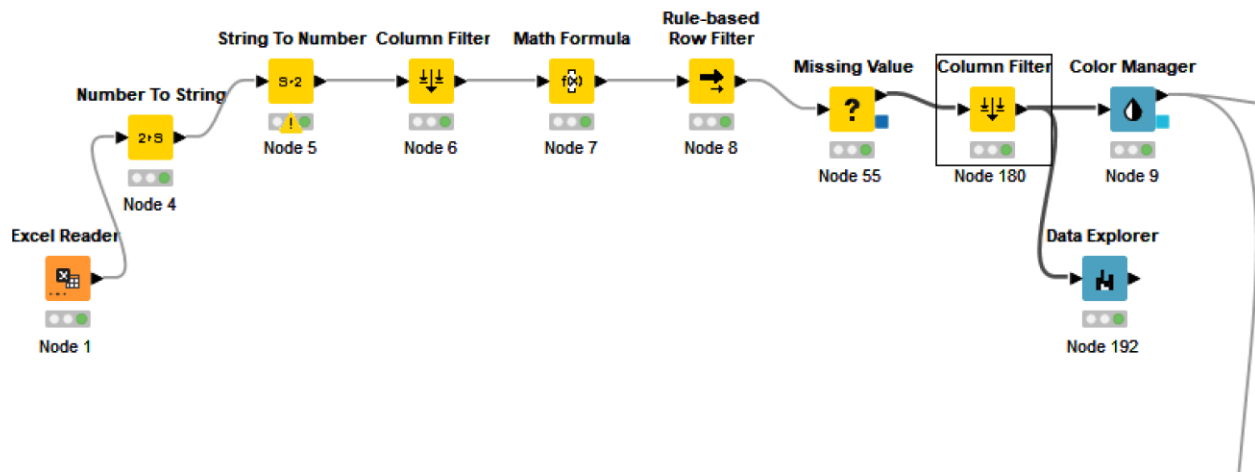 Rule-based
Row Filter
String To Number
Column Filter
Math Formula
Missing Value
Column Filter
Color Manager
Number To String
S›2
f(x)
?
2›S
Node 5
Node 6
Node 7
Node 8
Node 55
Node 180
Node 9
Node 4
Excel Reader
Data Explorer
Node 1
Node 192